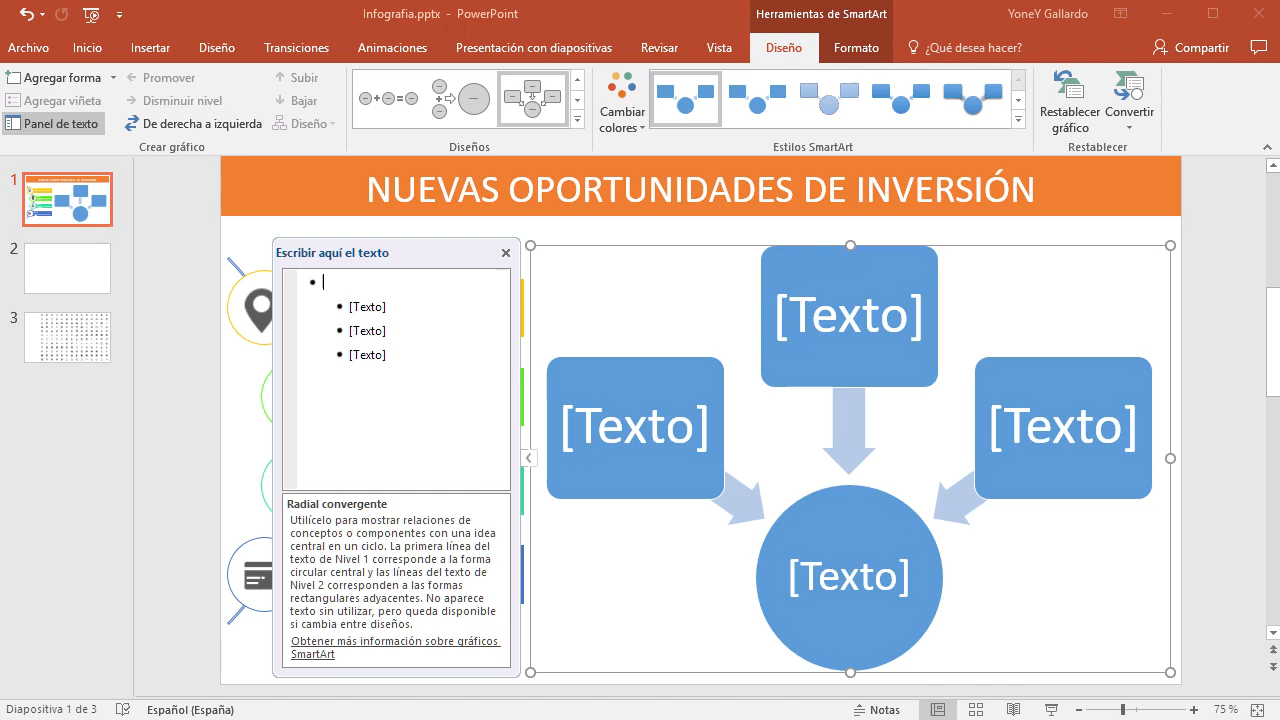 Infografia.pptx - PowerPoint
Herramientas de SmartArt
YoneY Gallardo
Archivo
Inicio
Insertar
Diseño
Transiciones
Animaciones
Presentación con diapositivas
Revisar
Vista
Diseño
Formato
¿Qué desea hacer?
Compartir
Agregar forma
Promover
Subir
Agregar viñeta
Disminuir nivel
Bajar
Panel de texto
De derecha a izquierda
Diseño
Crear gráfico
Diseños
Cambiar
colores
Estilos SmartArt
Restablecer
gráfico
Convertir
Restablecer
1
2
3
NUEVAS OPORTUNIDADES DE INVERSIÓN
Escribir aquí el texto
[Texto]
[Texto]
[Texto]
Radial convergente
Utilícelo para mostrar relaciones de
conceptos o componentes con una idea
central en un ciclo. La primera línea del
texto de Nivel 1 corresponde a la forma
circular central y las líneas del texto de
Nivel 2 corresponden a las formas
rectangulares adyacentes. No aparece
texto sin utilizar, pero queda disponible
si cambia entre diseños.
Obtener más información sobre gráficos
SmartArt
[Texto]
[Texto]
[Texto]
[Texto]
Diapositiva 1 de 3
Español (España)
Notas
75 %